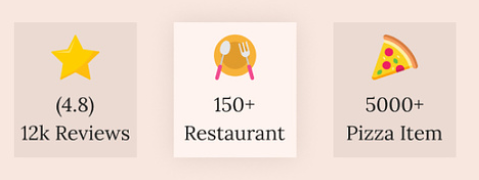 (4.8)
12k Reviews
150+
Restaurant
5000+
Pizza Item